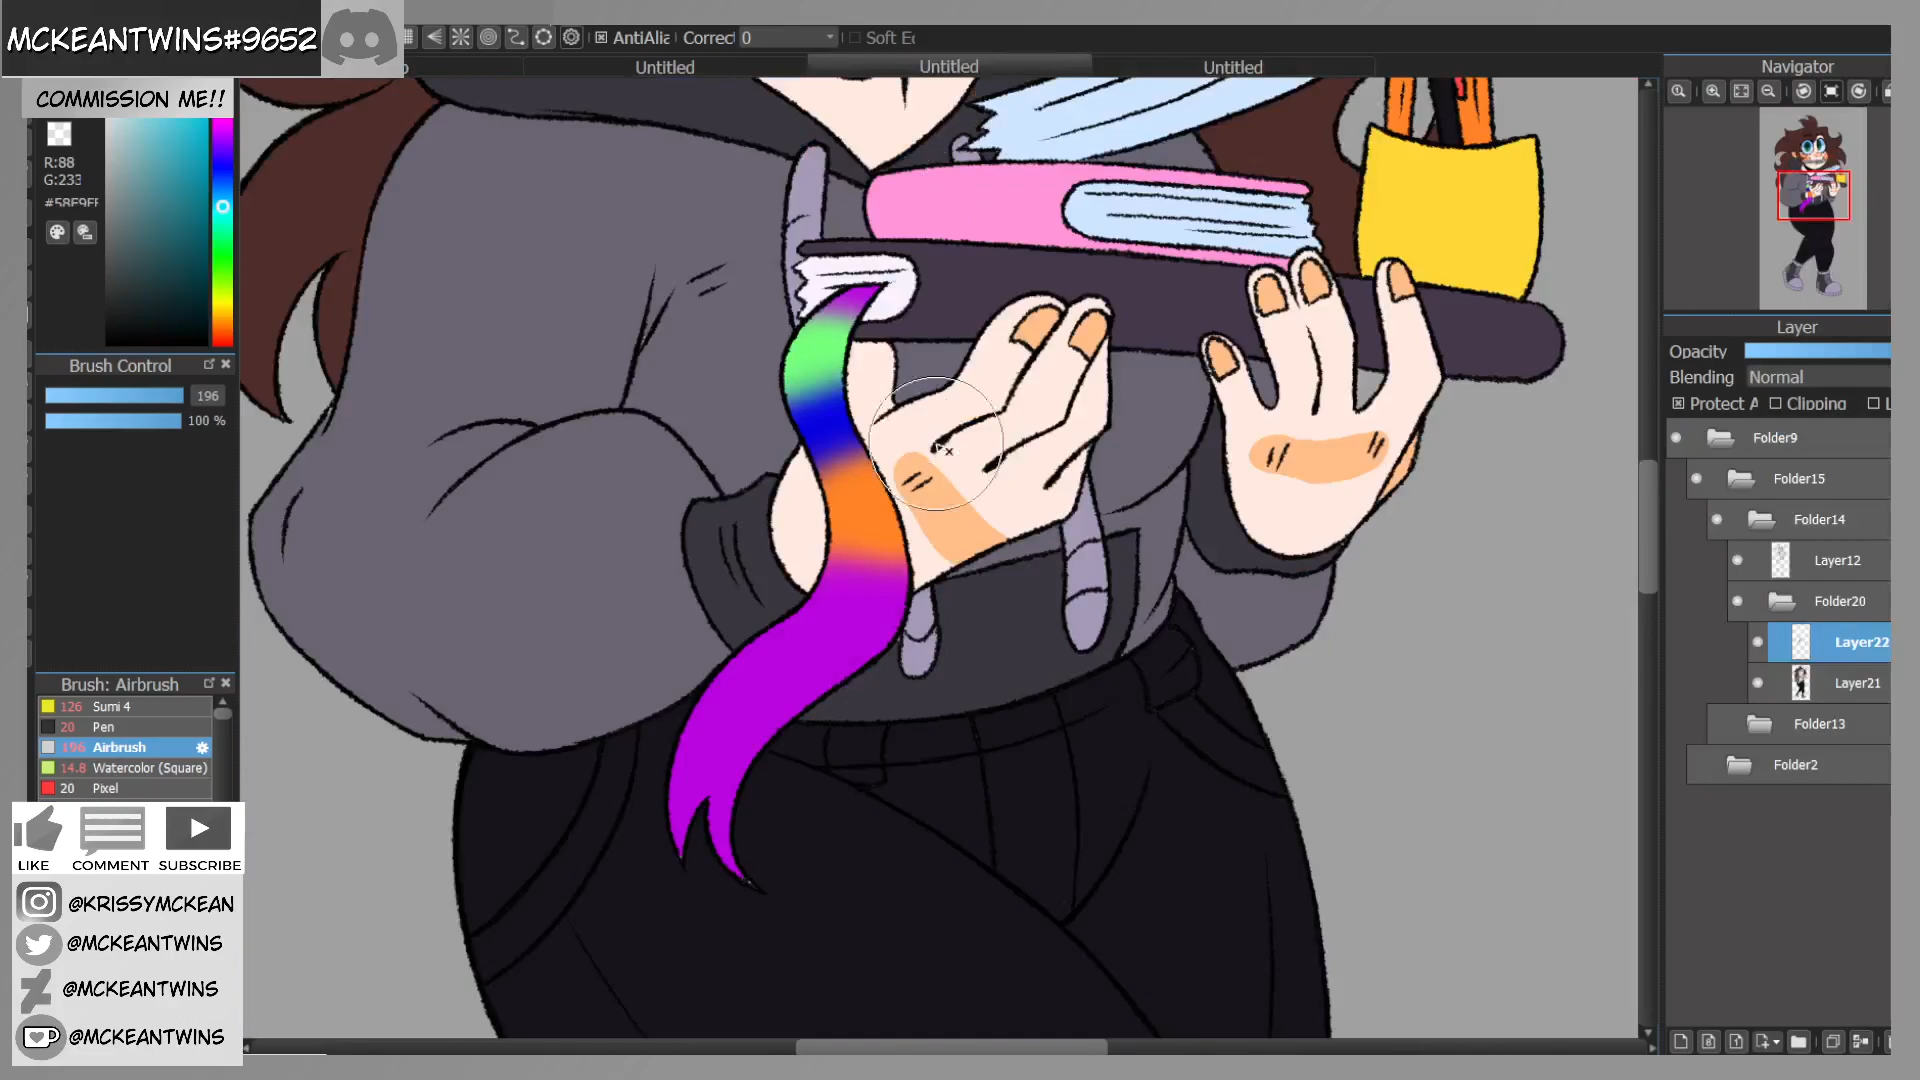 MCKEANTWINS#9652
COMMISSION ME!!
AntiAlia
Correct 0
Soft Ec
Untitled
Untitled
Untitled
R:88
G:233
Brush Control
196
100 %
Brush: Airbrush
126 Sumi 4
20 Pen
196 Airbrush
14.8 Watercolor (Square)
20 Pixel
LIKE COMMENT SUBSCRIBE
@KRISSYMCKEAN
@MCKEANTWINS
@MCKEANTWINS
@MCKEANTWINS
Navigator
Layer
Opacity
Blending Normal
Protect A Clipping L
Folder9
Folder15
Folder14
Layer12
Folder20
Layer22
Layer21
Folder13
Folder2